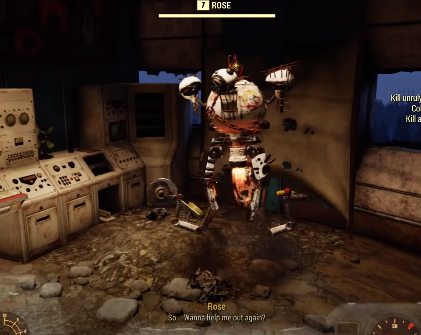 7 ROSE
Kill unruly
Co
Kill a
Rose
So... Wanna help me out again?